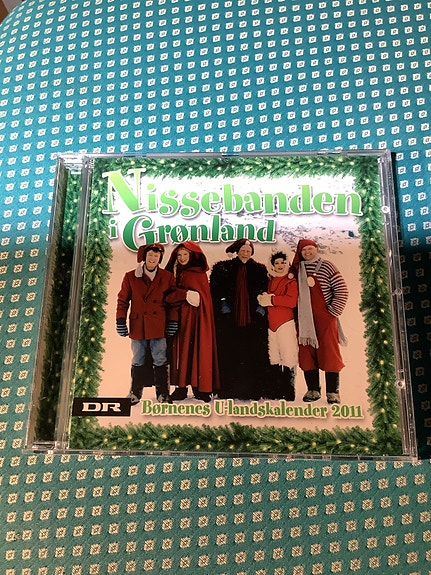 Nissebanden
i Grønland
DR
Børnenes U-landskalender 2011